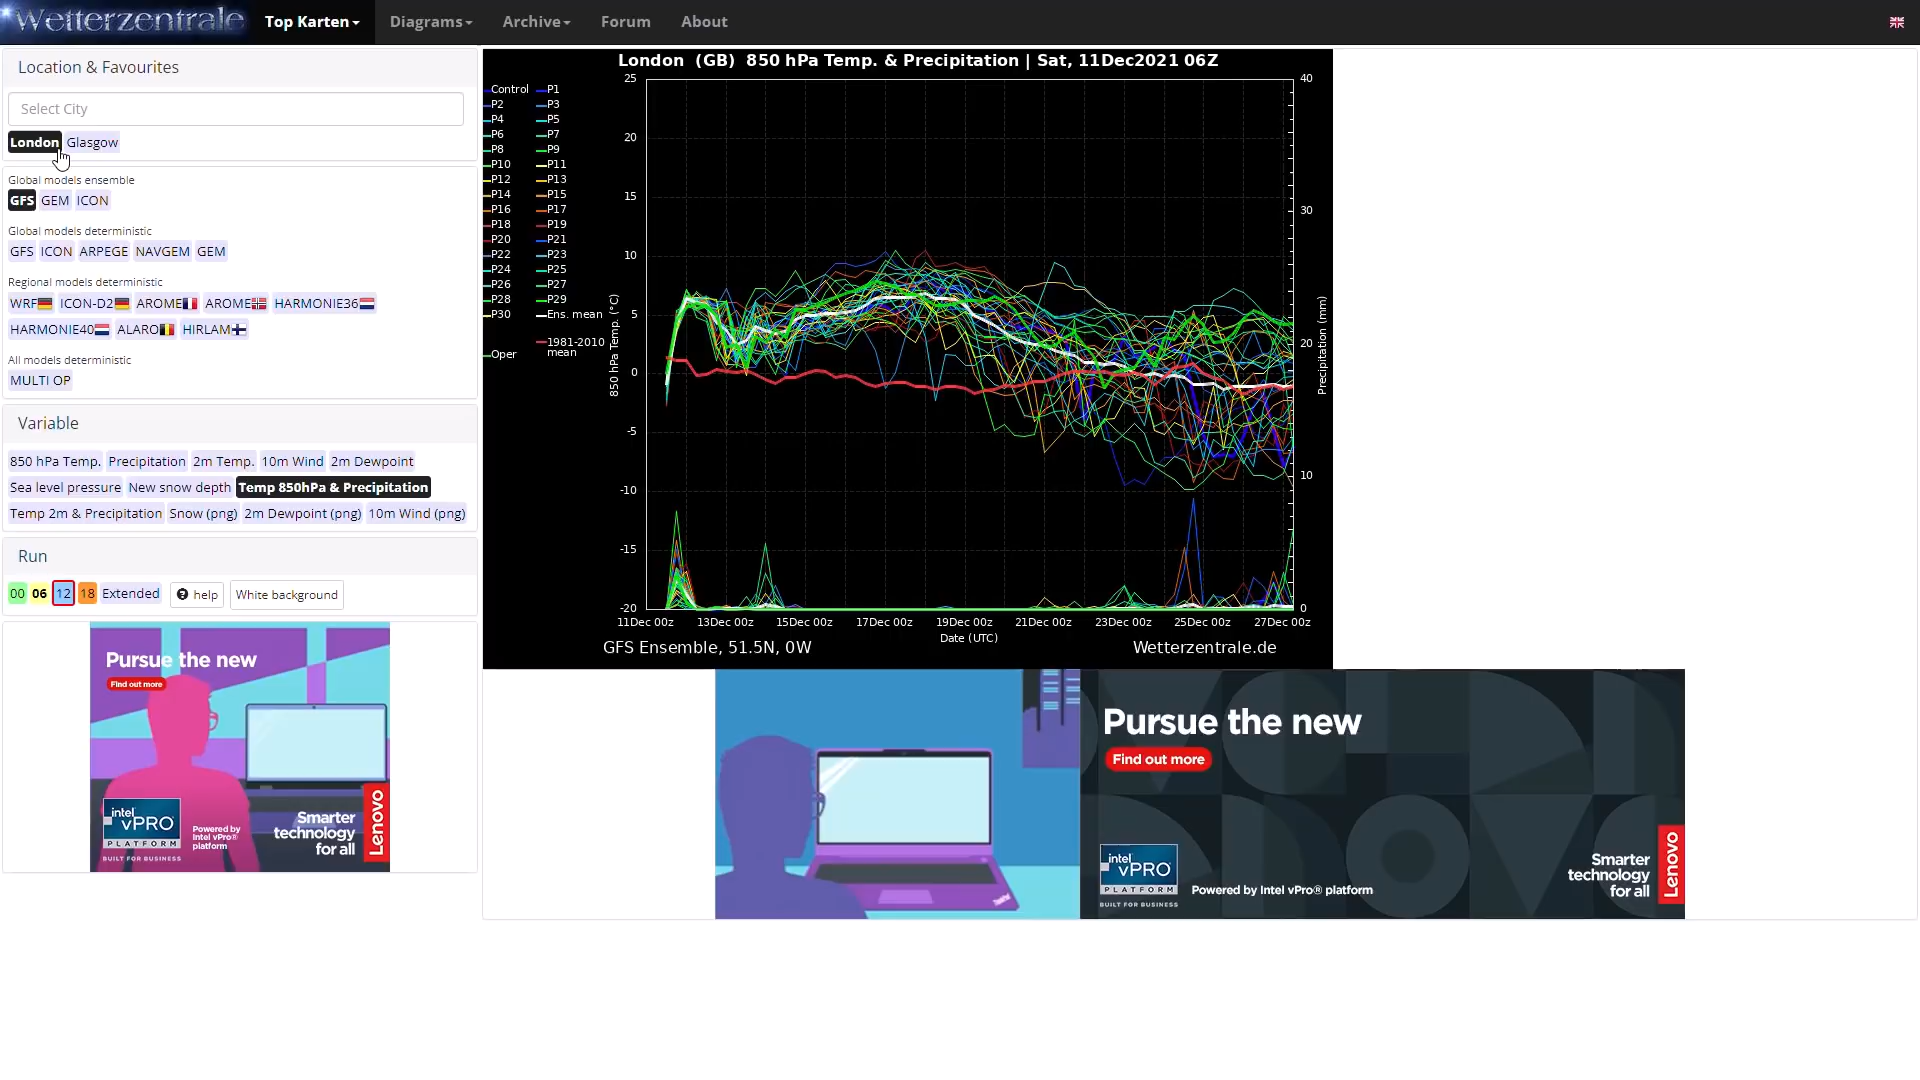 Wetterzentrale Top Karten Diagrams Archive Forum About
Location & Favourites
Select City
London Glasgow
Global models ensemble
GFS GEM ICON
Global models deterministic
GFS ICON ARPEGE NAVGEM GEM
Regional models deterministic
WRF ICON-D2 AROME AROME HARMONIE36
HARMONIE40 ALARO HIRLAM
All models deterministic
MULTI OP
Variable
850 hPa Temp. Precipitation 2m Temp. 10m Wind 2m Dewpoint
Sea level pressure New snow depth Temp 850hPa & Precipitation
Temp 2m & Precipitation Snow (png) 2m Dewpoint (png) 10m Wind (png)
Run
00 06 12 18 Extended help White background
Pursue the new
Find out more
intel
vPRO
PLATFORM
BUILT FOR BUSINESS
Powered by
Intel vPro®
platform
Smarter
technology
for all
Lenovo
London (GB) 850 hPa Temp. & Precipitation | Sat, 11Dec2021 06Z
Control P1
P2 P3
P4 P5
P6 P7
P8 P9
P10 P11
P12 P13
P14 P15
P16 P17
P18 P19
P20 P21
P22 P23
P24 P25
P26 P27
P28 P29
P30 Ens. mean
1981-2010
mean
Oper
850 hPa Temp. (°C)
25
20
15
10
5
0
-5
-10
-15
-20
40
30
20
10
0
Precipitation (mm)
11Dec 00z 13Dec 00z 15Dec 00z 17Dec 00z 19Dec 00z 21Dec 00z 23Dec 00z 25Dec 00z 27Dec 00z
Date (UTC)
GFS Ensemble, 51.5N, 0W Wetterzentrale.de
Pursue the new
Find out more
intel
vPRO
PLATFORM
BUILT FOR BUSINESS
Powered by Intel vPro® platform
Smarter
technology
for all
Lenovo